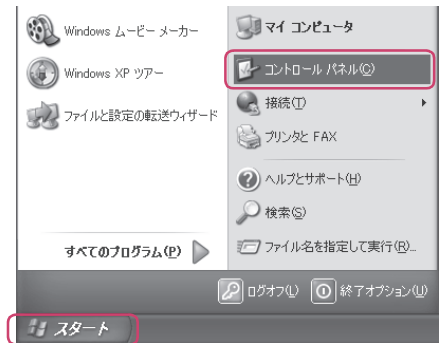 Windows ムービー メーカー
Windows XP ツアー
ファイルと設定の転送ウィザード
すべてのプログラム(P)
マイ コンピュータ
コントロール パネル(C)
接続(T)
プリンタと FAX
ヘルプとサポート(H)
検索(S)
ファイル名を指定して実行(R)...
ログオフ(L)
終了オプション(U)
スタート